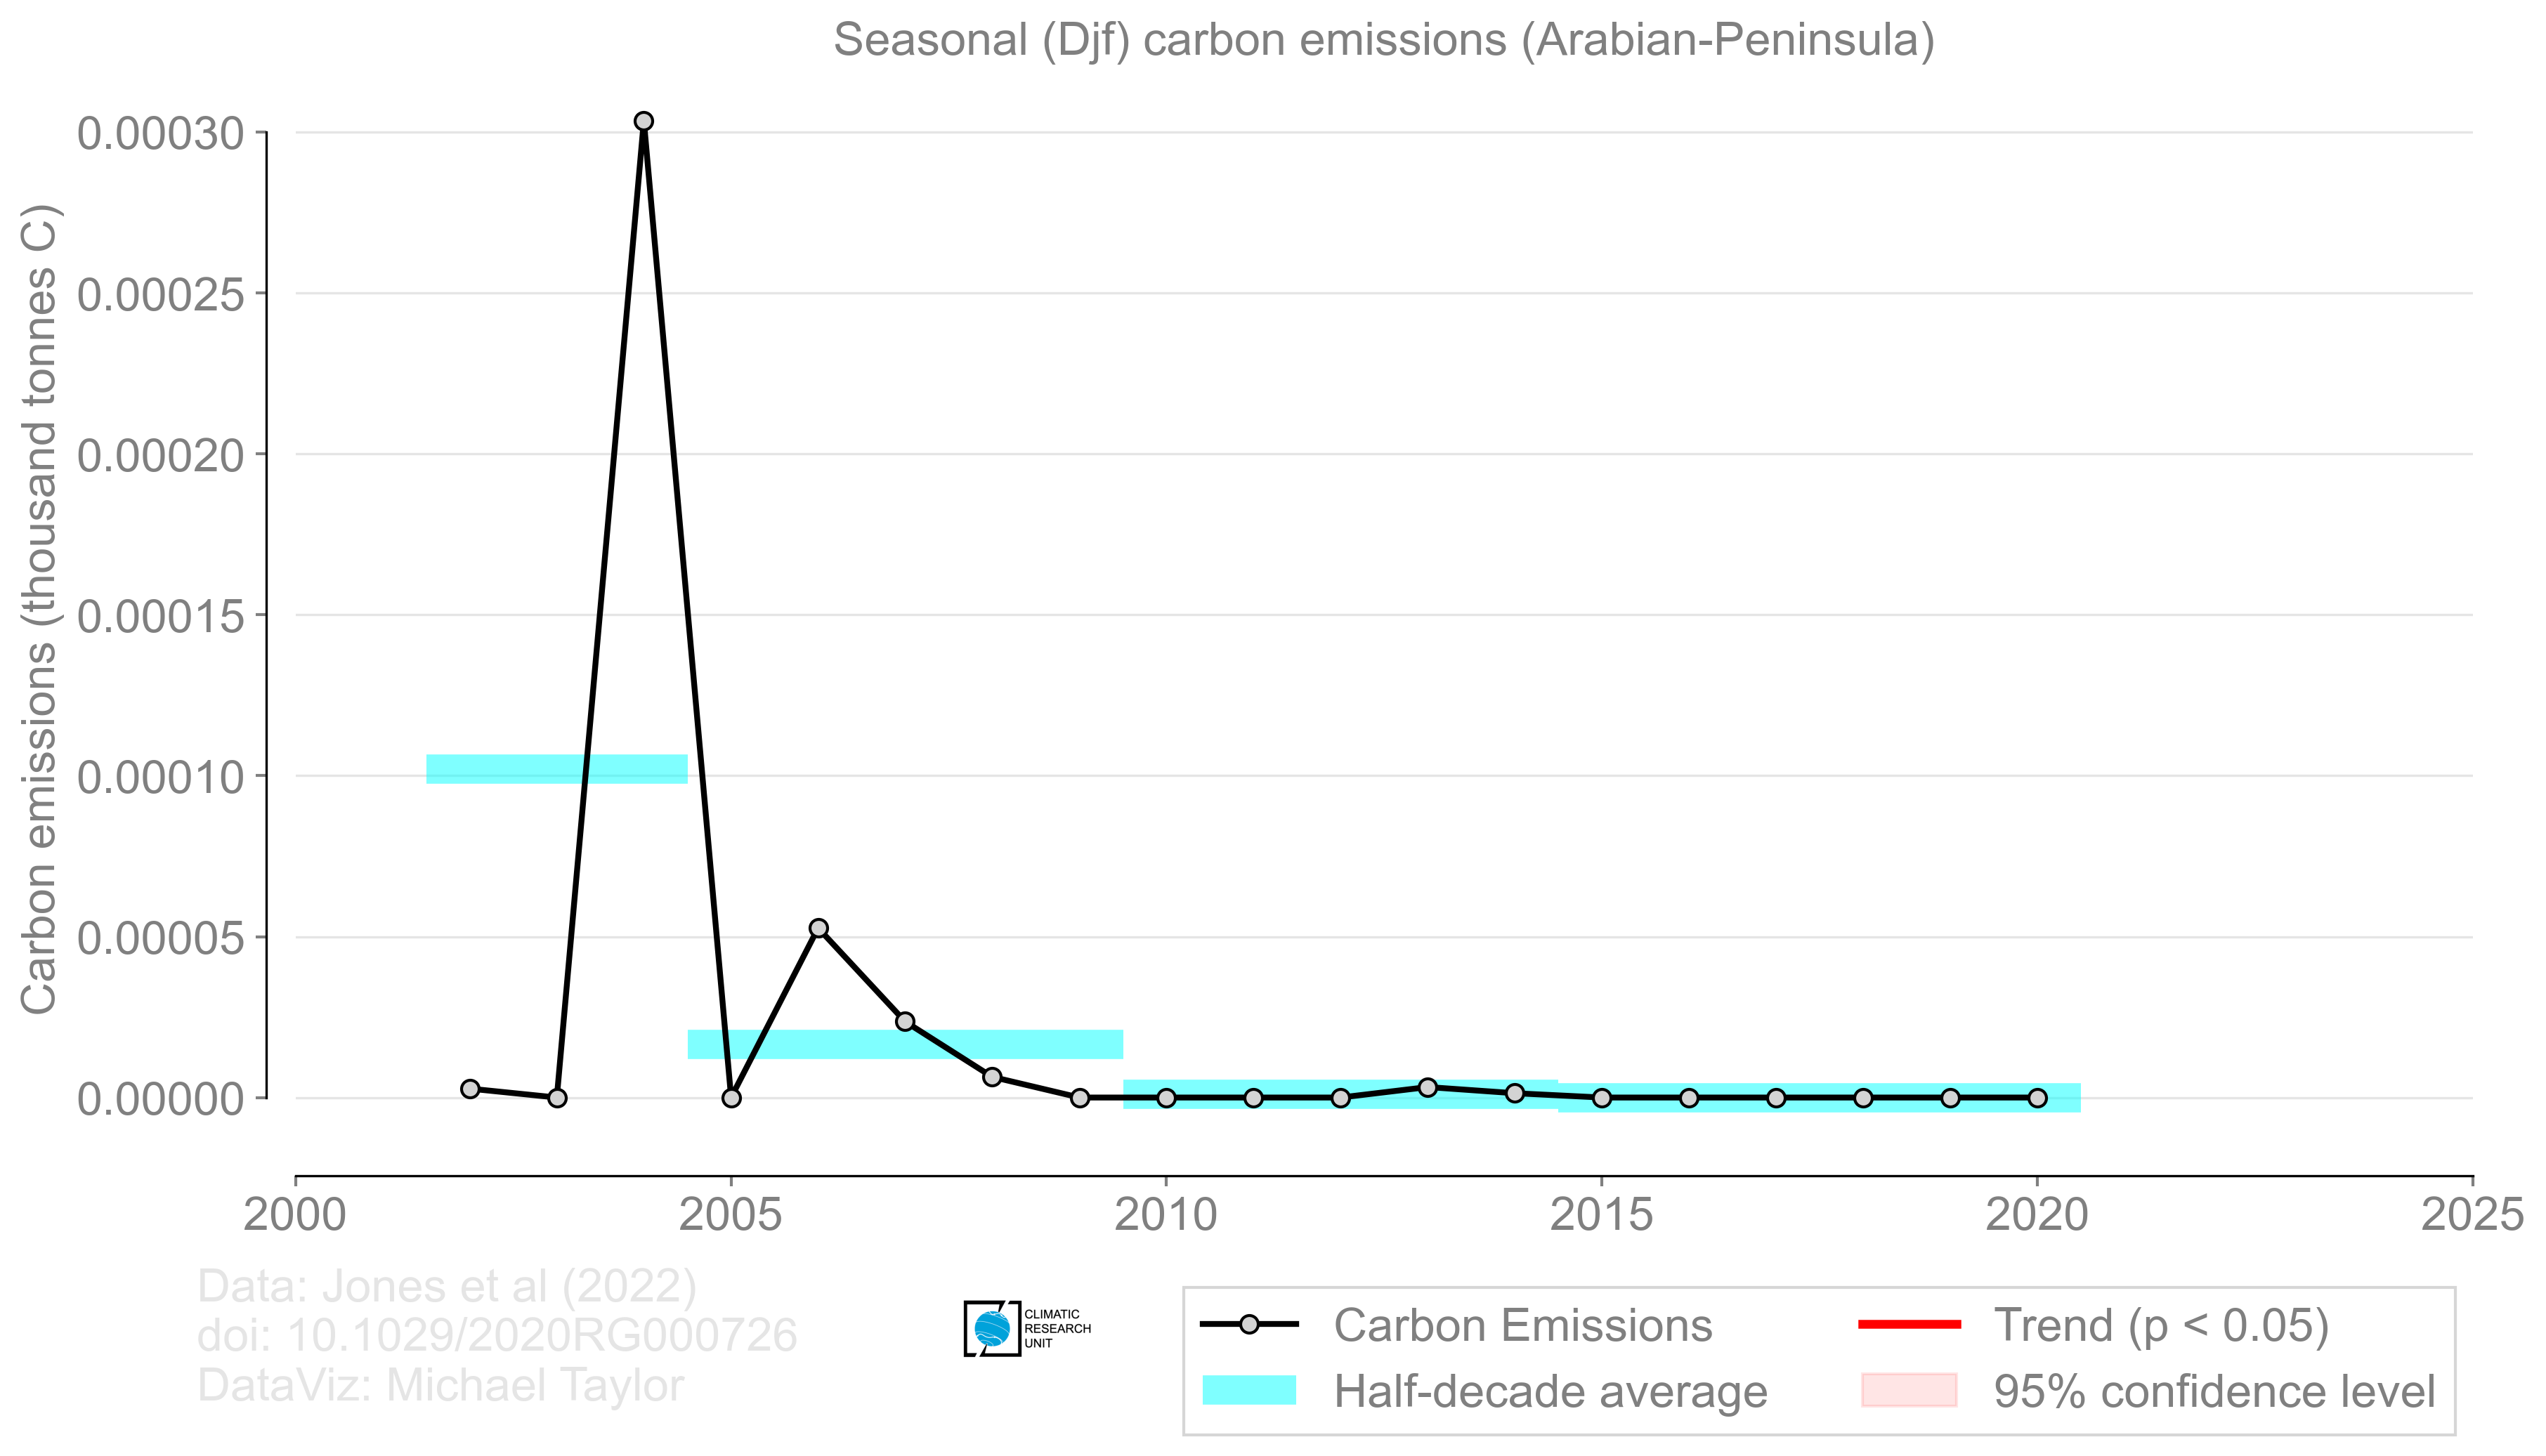 Seasonal (Djf) carbon emissions (Arabian-Peninsula)
Carbon emissions (thousand tonnes C)
0.00030
0.00025
0.00020
0.00015
0.00010
0.00005
0.00000
2000 2005 2010 2015 2020 2025
Data: Jones et al (2022)
doi: 10.1029/2020RG000726
DataViz: Michael Taylor
CLIMATIC
RESEARCH
UNIT
Carbon Emissions
Half-decade average
Trend (p < 0.05)
95% confidence level